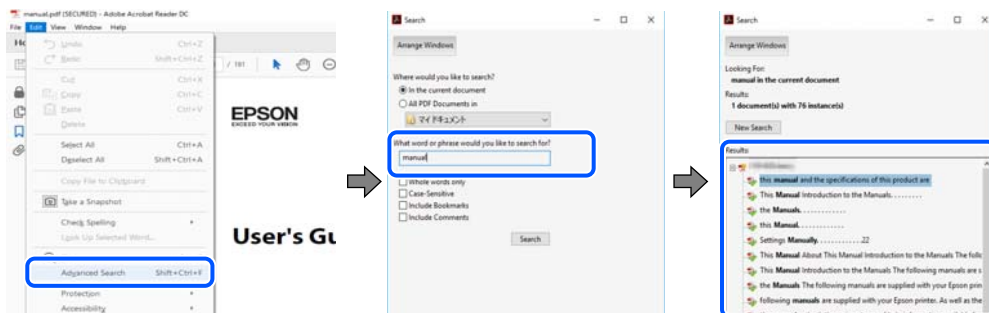 manual.pdf (SECURED) - Adobe Acrobat Reader DC
File Edit View Window Help
Undo Ctrl+Z
Redo Shift+Ctrl+Z
Cut Ctrl+X
Copy Ctrl+C
Paste Ctrl+V
Delete
Select All Ctrl+A
Deselect All Shift+Ctrl+A
Copy File to Clipboard
Take a Snapshot
Check Spelling
Look Up Selected Word...
Advanced Search Shift+Ctrl+F
Protection
Accessibility
/ 191
EPSON
EXCEED YOUR VISION
User's Gu
Search
Arrange Windows
Where would you like to search?
In the current document
All PDF Documents in
マイ ドキュメント
What word or phrase would you like to search for?
manual
Whole words only
Case-Sensitive
Include Bookmarks
Include Comments
Search
Search
Arrange Windows
Looking For:
manual in the current document
Results:
1 document(s) with 76 instance(s)
New Search
Results
this manual and the specifications of this product are
This Manual Introduction to the Manuals. . . . . . . .
the Manuals. . . . . . . . . . . .
this Manual. . . . . . . . . . . .
Settings Manually. . . . . . . . . . . .22
This Manual About This Manual Introduction to the Manuals The follo
This Manual Introduction to the Manuals The following manuals are s
the Manuals The following manuals are supplied with your Epson prin
following manuals are supplied with your Epson printer. As well as the